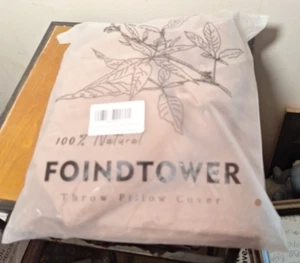 100% Natural
FOINDTOWER
Throw Pillow Cover